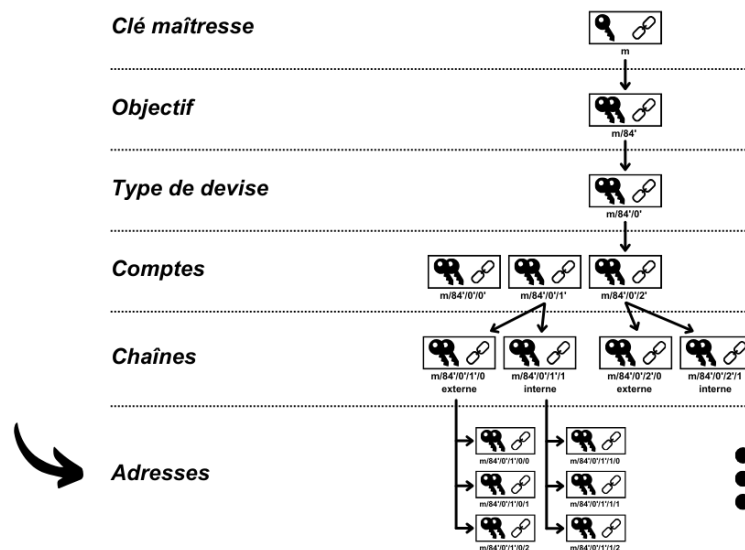 Clé maîtresse
m
Objectif
m/84'
Type de devise
m/84'/0'
Comptes
m/84'/0'/0'
m/84'/0'/1'
m/84'/0'/2'
Chaînes
m/84'/0'/1'/0
externe
m/84'/0'/1'/1
interne
m/84'/0'/2'/0
externe
m/84'/0'/2'/1
interne
Adresses
m/84'/0'/1'/0/0
m/84'/0'/1'/1/0
m/84'/0'/1'/0/1
m/84'/0'/1'/1/1
m/84'/0'/1'/0/2
m/84'/0'/1'/1/2